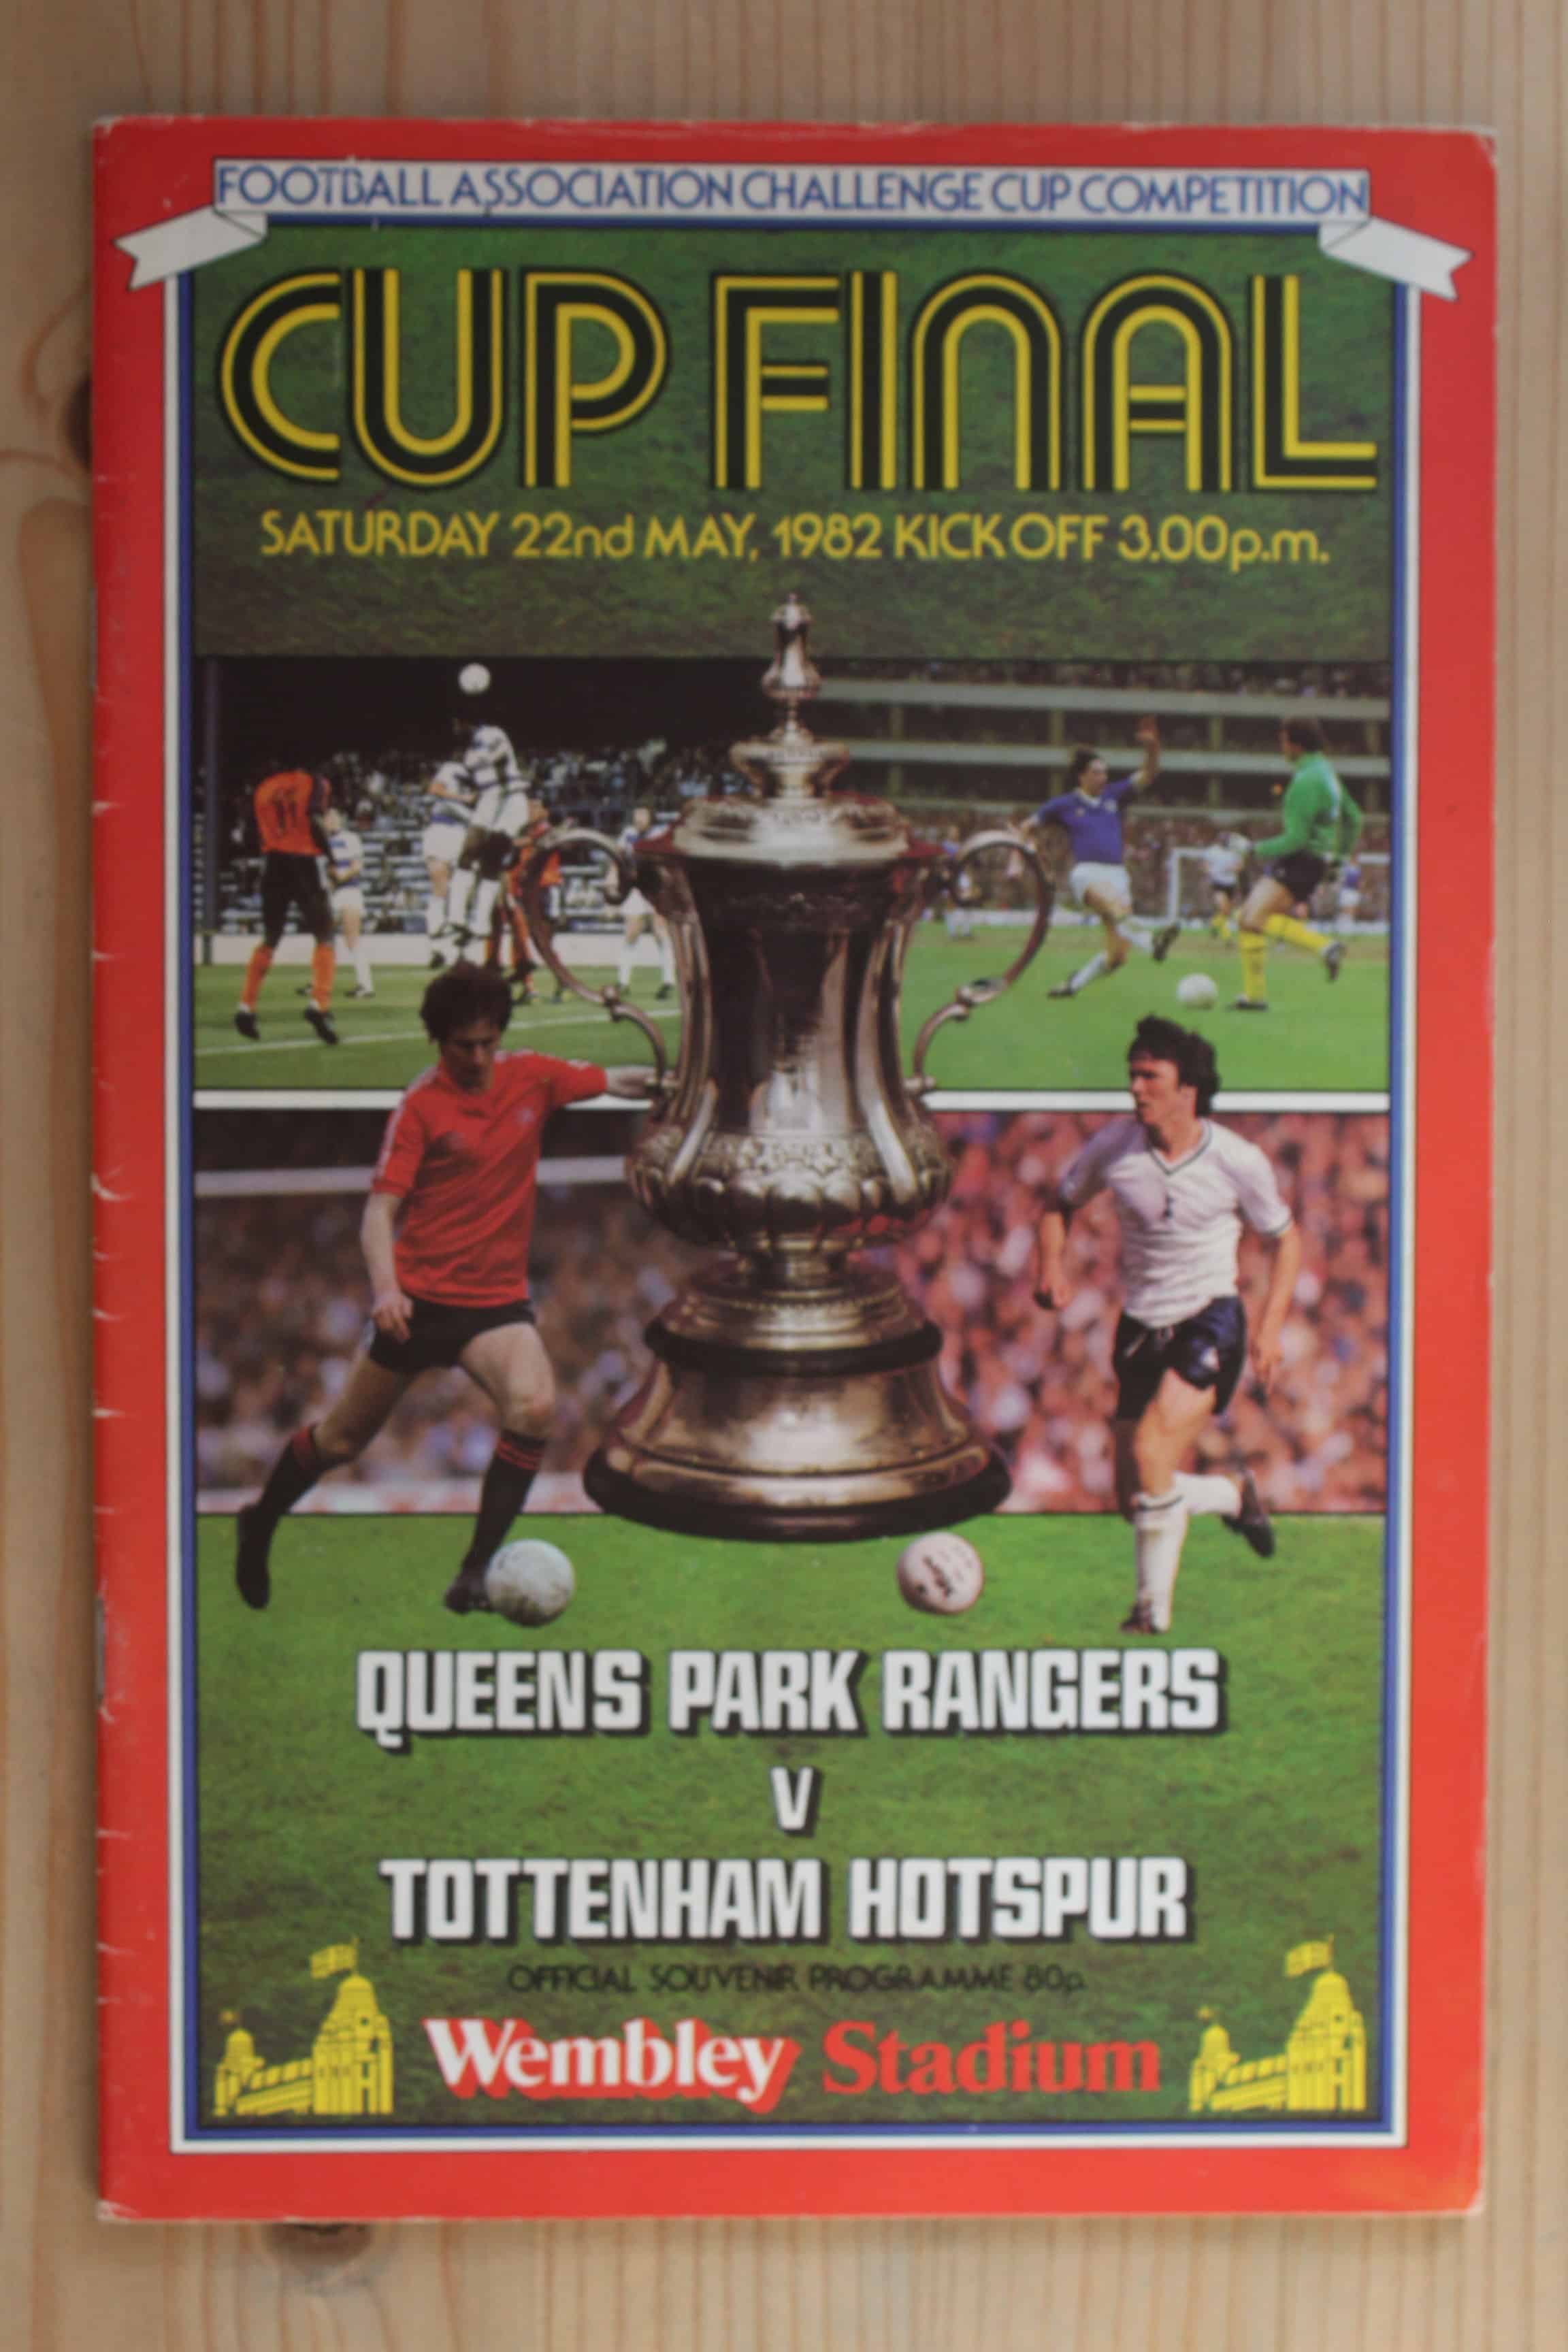 FOOTBALL ASSOCIATION CHALLENGE CUP COMPETITION
CUP FINAL
SATURDAY 22nd MAY, 1982 KICK OFF 3.00p.m.
QUEENS PARK RANGERS
V
TOTTENHAM HOTSPUR
OFFICIAL SOUVENIR PROGRAMME 80p
Wembley Stadium